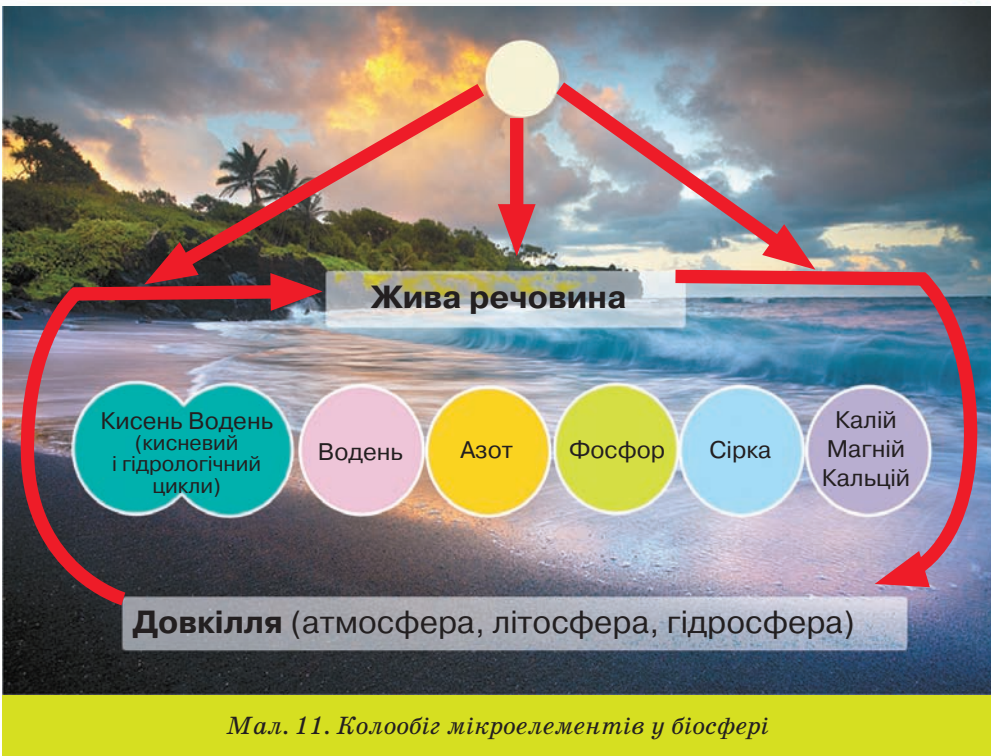 Жива речовина
Кисень Водень
(кисневий
і гідрологічний
цикли)
Водень
Азот
Фосфор
Сірка
Калій
Магній
Кальцій
Довкілля (атмосфера, літосфера, гідросфера)
Мал. 11. Колообіг мікроелементів у біосфері